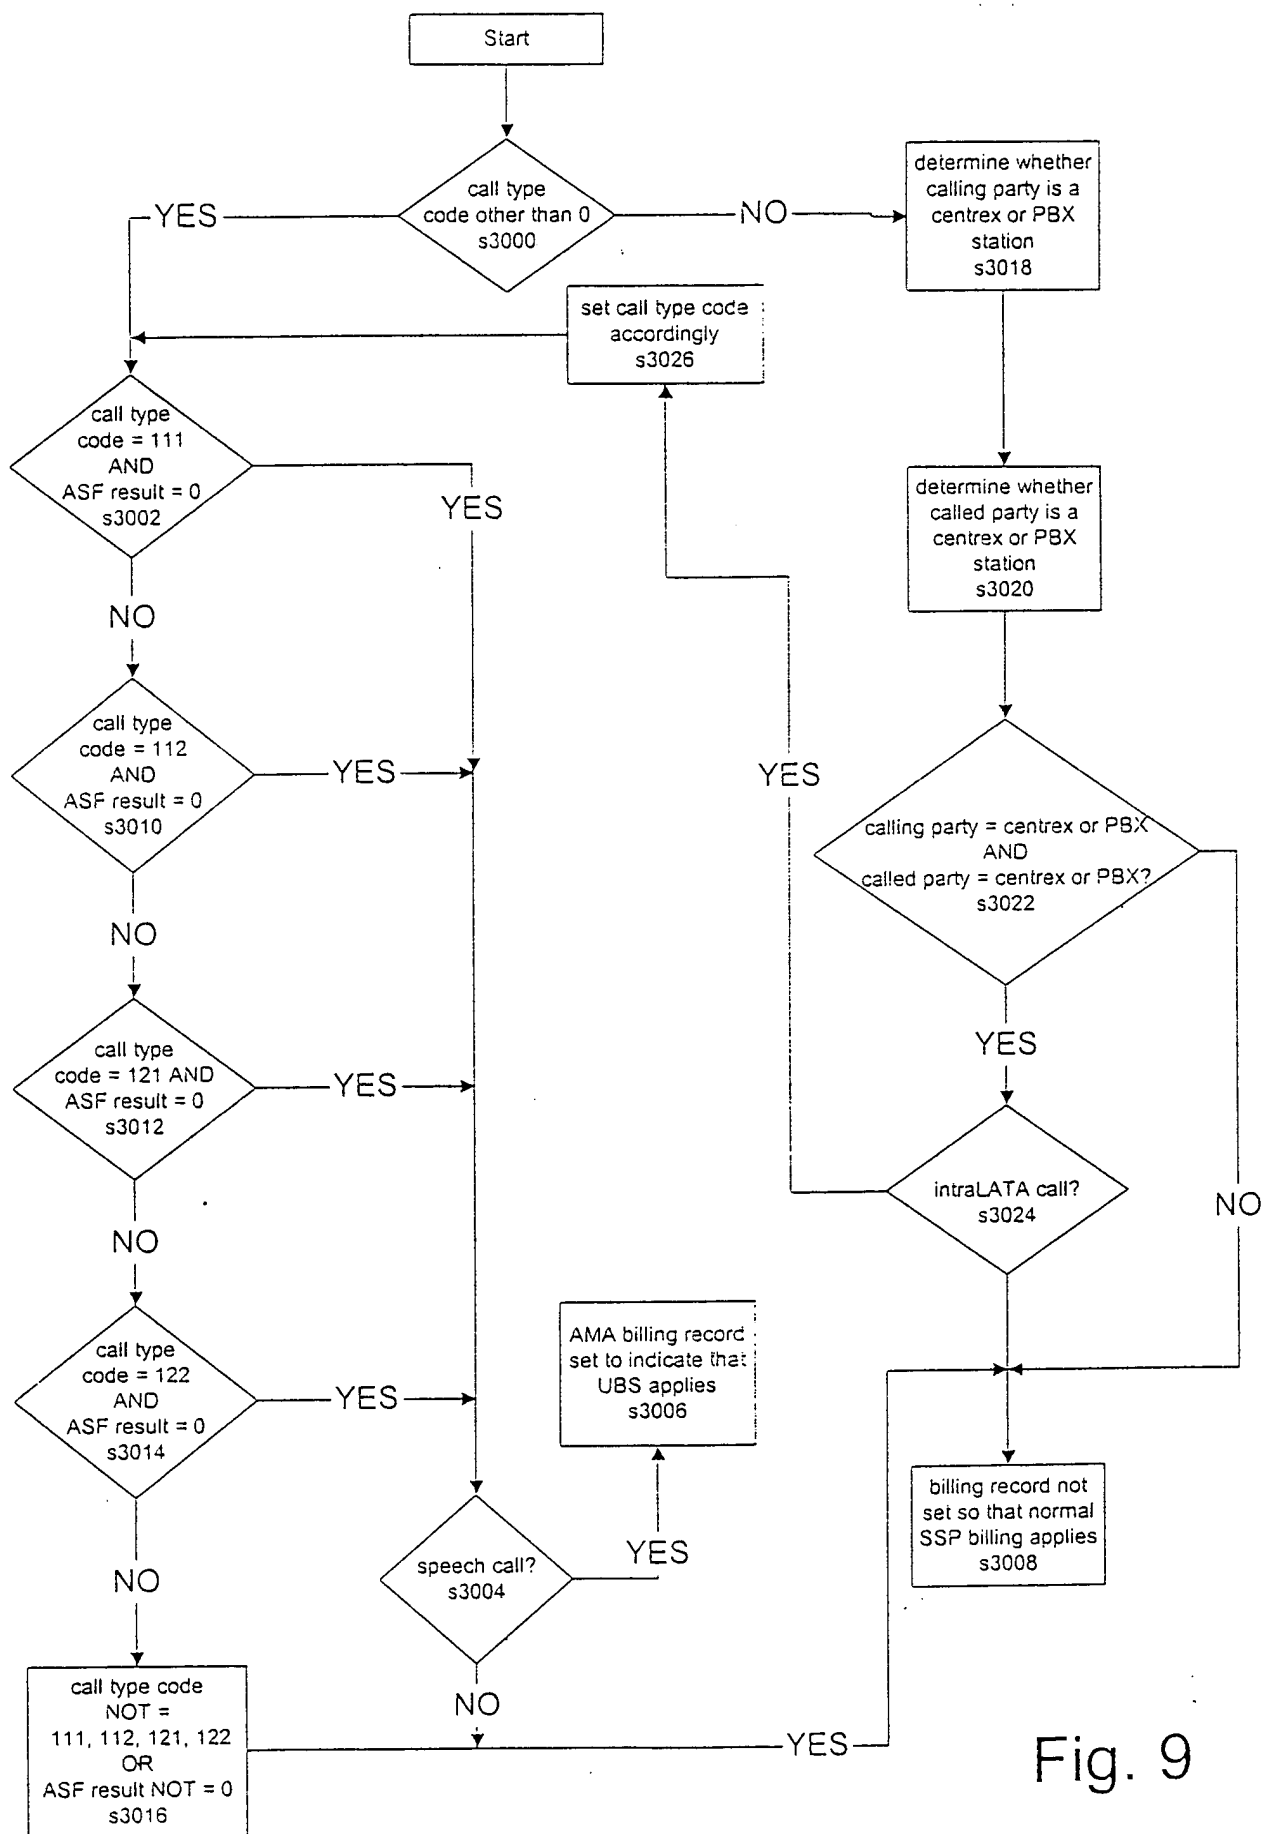 Start
call type
code other than 0
s3000
YES
NO
determine whether
calling party is a
centrex or PBX
station
s3018
set call type code
accordingly
s3026
call type
code = 111
AND
ASF result = 0
s3002
YES
NO
determine whether
called party is a
centrex or PBX
station
s3020
call type
code = 112
AND
ASF result = 0
s3010
YES
YES
calling party = centrex or PBX
AND
called party = centrex or PBX?
s3022
NO
YES
call type
code = 121 AND
ASF result = 0
s3012
YES
intraLATA call?
s3024
NO
NO
call type
code = 122
AND
ASF result = 0
s3014
YES
AMA billing record
set to indicate that
UBS applies
s3006
billing record not
set so that normal
SSP billing applies
s3008
speech call?
s3004
YES
NO
NO
call type code
NOT =
111, 112, 121, 122
OR
ASF result NOT = 0
s3016
YES
Fig. 9